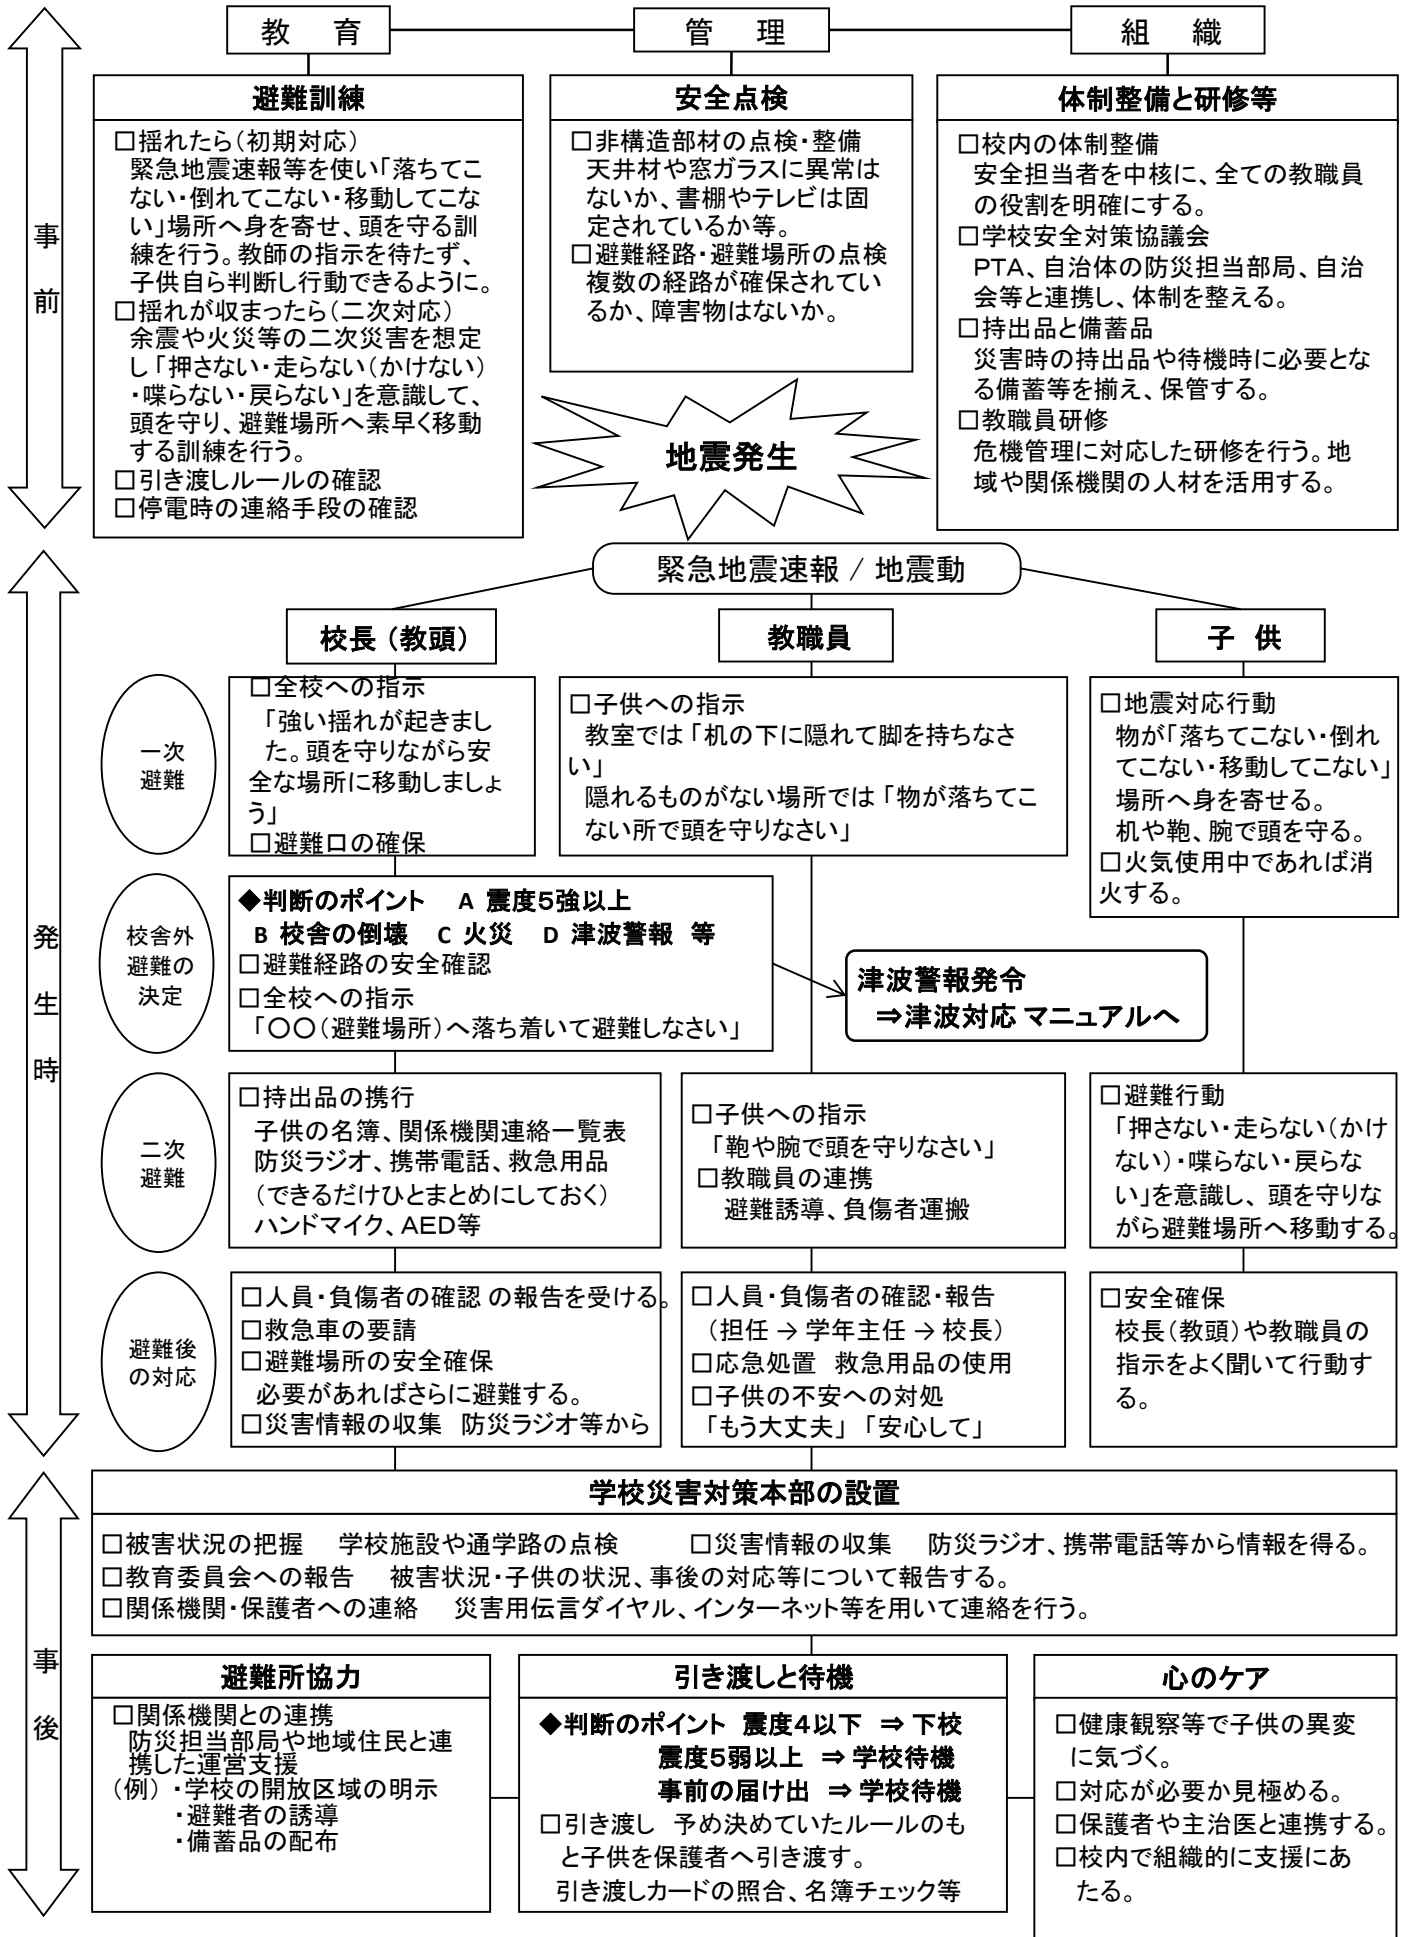 教　育
管　理
組　織
事前
避難訓練
□揺れたら（初期対応）
緊急地震速報等を使い「落ちてこ
ない・倒れてこない・移動してこな
い」場所へ身を寄せ、頭を守る訓
練を行う。教師の指示を待たず、
子供自ら判断し行動できるように。
□揺れが収まったら（二次対応）
余震や火災等の二次災害を想定
し「押さない・走らない（かけない）
・喋らない・戻らない」を意識して、
頭を守り、避難場所へ素早く移動
する訓練を行う。
□引き渡しルールの確認
□停電時の連絡手段の確認
安全点検
□非構造部材の点検・整備
天井材や窓ガラスに異常は
ないか、書棚やテレビは固
定されているか等。
□避難経路・避難場所の点検
複数の経路が確保されてい
るか、障害物はないか。
体制整備と研修等
□校内の体制整備
安全担当者を中核に、全ての教職員
の役割を明確にする。
□学校安全対策協議会
PTA、自治体の防災担当部局、自治
会等と連携し、体制を整える。
□持出品と備蓄品
災害時の持出品や待機時に必要とな
る備蓄等を揃え、保管する。
□教職員研修
危機管理に対応した研修を行う。地
域や関係機関の人材を活用する。
地震発生
緊急地震速報 / 地震動
発生時
校長（教頭）
教職員
子 供
一次
避難
□全校への指示
「強い揺れが起きまし
た。頭を守りながら安
全な場所に移動しましょ
う」
□避難口の確保
□子供への指示
教室では「机の下に隠れて脚を持ちなさ
い」
隠れるものがない場所では「物が落ちてこ
ない所で頭を守りなさい」
□地震対応行動
物が「落ちてこない・倒れ
てこない・移動してこない」
場所へ身を寄せる。
机や鞄、腕で頭を守る。
□火気使用中であれば消
火する。
校舎外
避難の
決定
◆判断のポイント　A 震度5強以上
B 校舎の倒壊　C 火災　D 津波警報 等
□避難経路の安全確認
□全校への指示
「〇〇（避難場所）へ落ち着いて避難しなさい」
津波警報発令
⇒津波対応 マニュアルへ
二次
避難
□持出品の携行
子供の名簿、関係機関連絡一覧表
防災ラジオ、携帯電話、救急用品
（できるだけひとまとめにしておく）
ハンドマイク、AED等
□子供への指示
「鞄や腕で頭を守りなさい」
□教職員の連携
避難誘導、負傷者運搬
□避難行動
「押さない・走らない（かけ
ない）・喋らない・戻らな
い」を意識し、頭を守りな
がら避難場所へ移動する。
避難後
の対応
□人員・負傷者の確認 の報告を受ける。
□救急車の要請
□避難場所の安全確保
必要があればさらに避難する。
□災害情報の収集　防災ラジオ等から
□人員・負傷者の確認・報告
（担任 → 学年主任 → 校長）
□応急処置　救急用品の使用
□子供の不安への対処
「もう大丈夫」「安心して」
□安全確保
校長（教頭）や教職員の
指示をよく聞いて行動す
る。
事後
学校災害対策本部の設置
□被害状況の把握　学校施設や通学路の点検　　□災害情報の収集　防災ラジオ、携帯電話等から情報を得る。
□教育委員会への報告　被害状況・子供の状況、事後の対応等について報告する。
□関係機関・保護者への連絡　災害用伝言ダイヤル、インターネット等を用いて連絡を行う。
避難所協力
□関係機関との連携
防災担当部局や地域住民と連
携した運営支援
（例）・学校の開放区域の明示
・避難者の誘導
・備蓄品の配布
引き渡しと待機
◆判断のポイント　震度4以下 ⇒ 下校
震度5弱以上 ⇒ 学校待機
事前の届け出 ⇒ 学校待機
□引き渡し　予め決めていたルールのも
と子供を保護者へ引き渡す。
引き渡しカードの照合、名簿チェック等
心のケア
□健康観察等で子供の異変
に気づく。
□対応が必要か見極める。
□保護者や主治医と連携する。
□校内で組織的に支援にあ
たる。